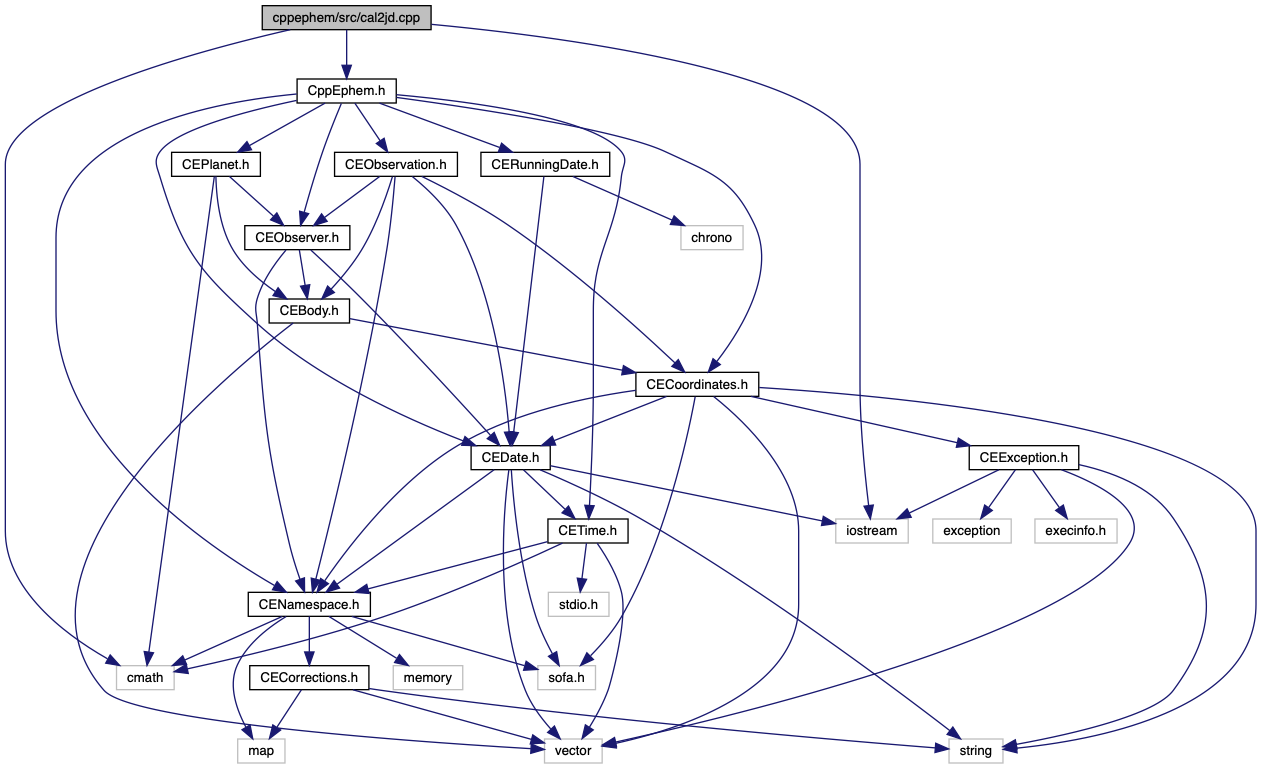 cppephem/src/cal2jd.cpp
CppEphem.h
CEPlanet.h
CEObservation.h
CERunningDate.h
CEObserver.h
chrono
CEBody.h
CECoordinates.h
CEDate.h
CEException.h
CETime.h
iostream
exception
execinfo.h
CENamespace.h
stdio.h
cmath
CECorrections.h
memory
sofa.h
map
vector
string